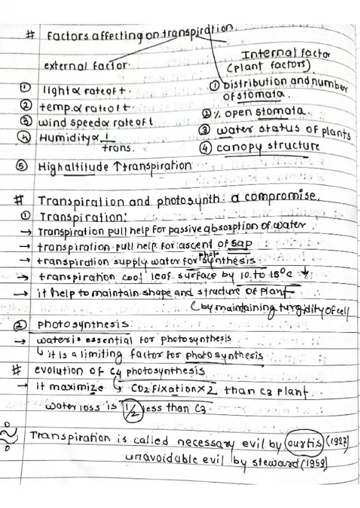 # Factors affecting on transpiration
external factor
Internal factor
(plant factors)
① light ∝ rate of t
② temp ∝ rate of t.
③ wind speed ∝ rate of t
④ Humidity ∝ 1/trans.
⑤ High altitude ↑ transpiration
① distribution and number
of stomata.
② % open stomata.
③ water status of plants
④ canopy structure
# Transpiration and photosynth: a compromise.
① Transpiration:
→ Transpiration pull help for passive absorption of water
→ transpiration pull help for ascent of sap
→ transpiration supply water for photosynthesis
→ transpiration cool leaf surface by 10 to 15°c ↓
→ it help to maintain shape and structure of plant
↳ by maintaining turgidity of cell
② photosynthesis
→ water is essential for photosynthesis
↳ it is a limiting factor for photosynthesis
# evolution of C4 photosynthesis
→ it maximize ↳ CO2 fixation × 2 than C3 plant
water loss is 1/2 less than C3
Transpiration is called necessary evil by curtis (1927)
unavoidable evil by steward (1959)